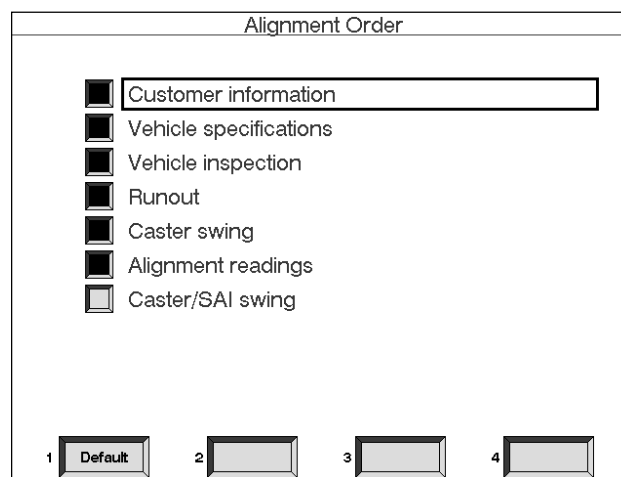 Alignment Order
Customer information
Vehicle specifications
Vehicle inspection
Runout
Caster swing
Alignment readings
Caster/SAI swing
1 Default 2 3 4